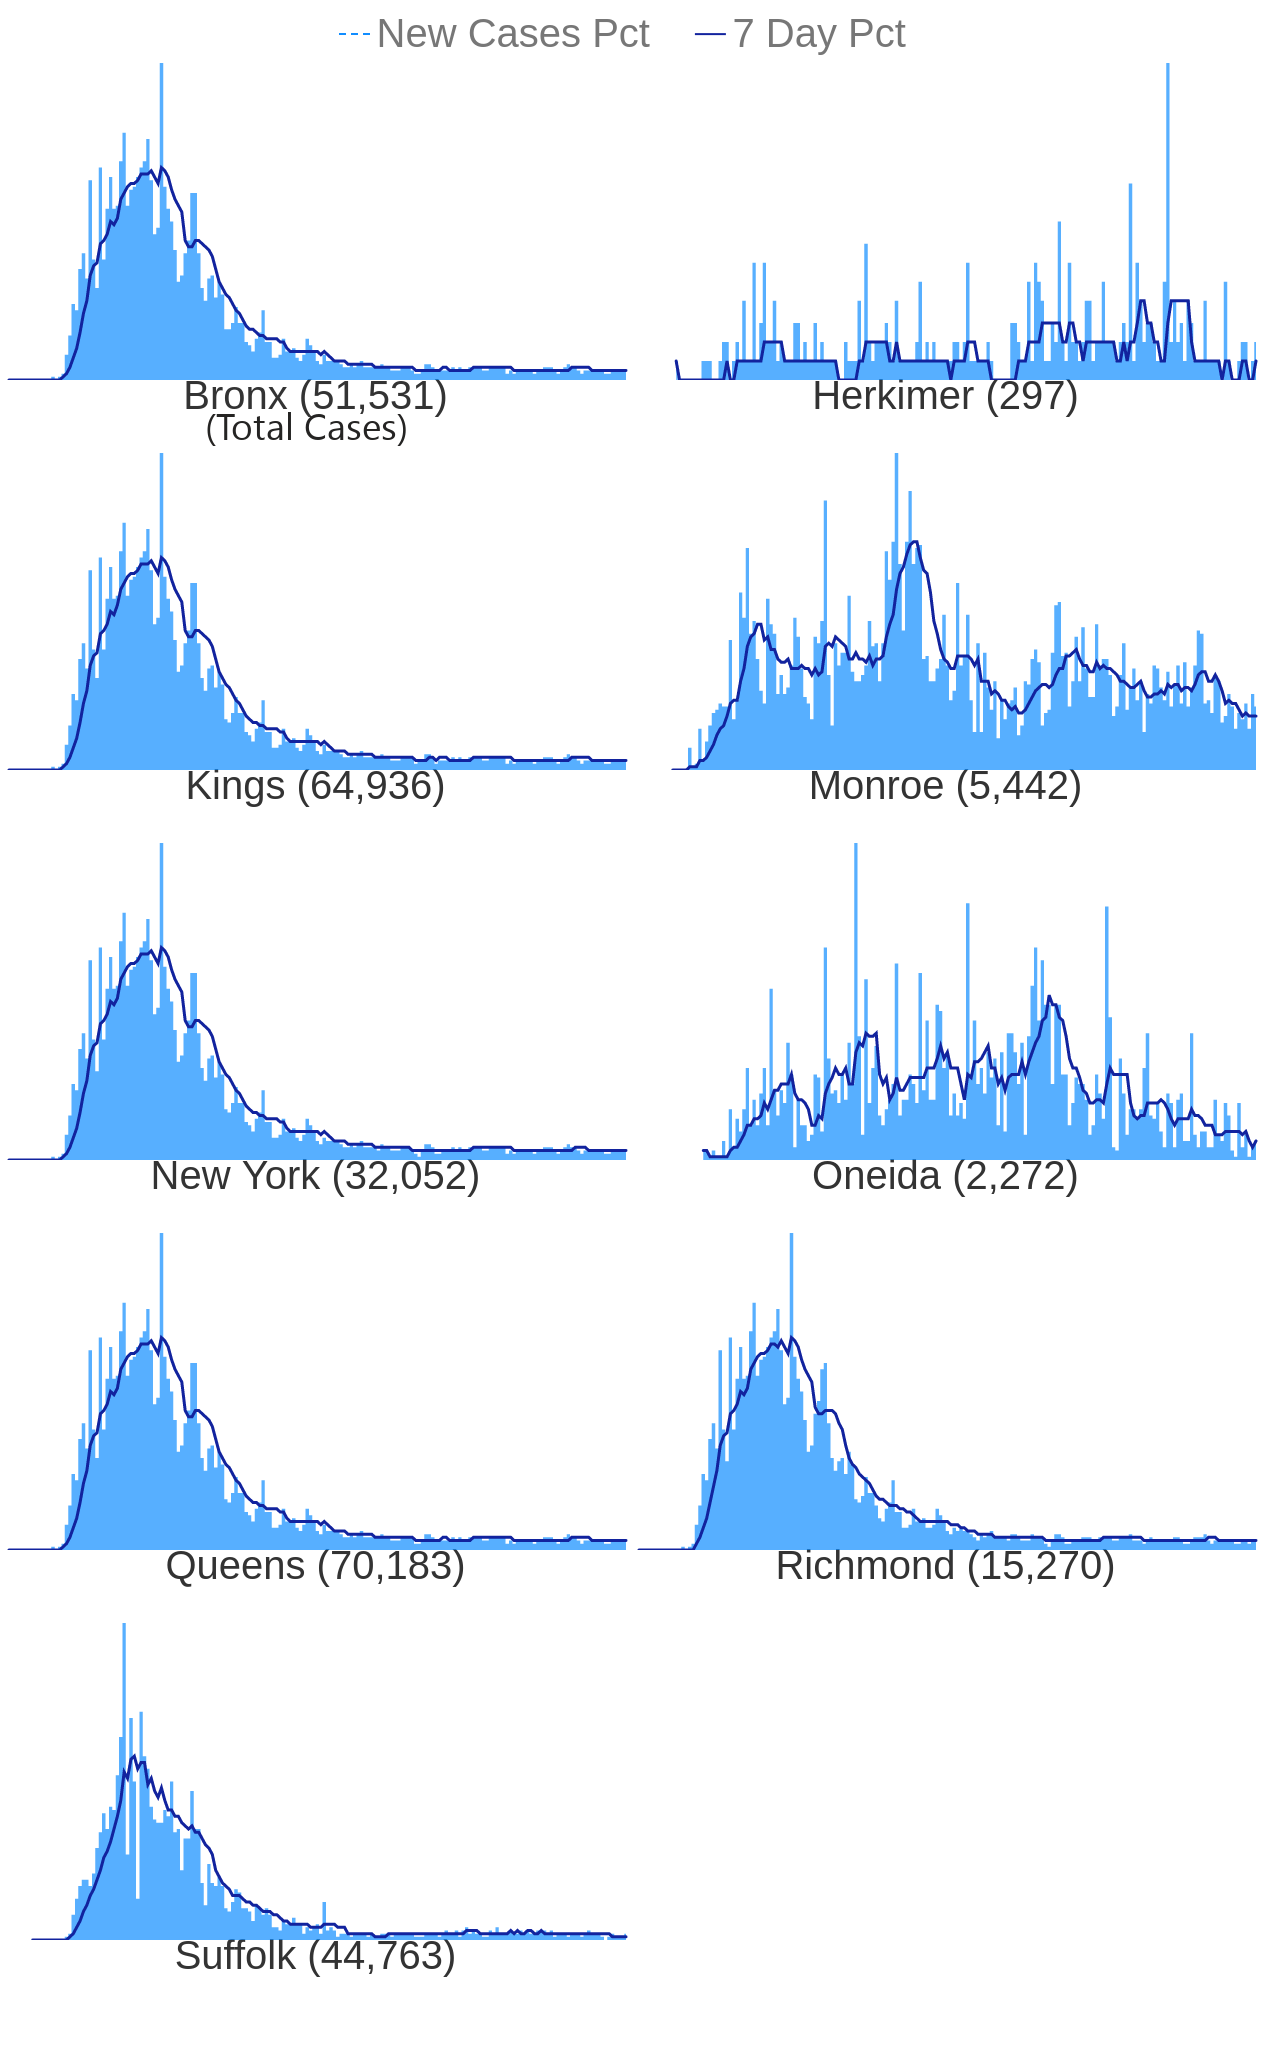 New Cases Pct 7 Day Pct
Bronx (51,531) Herkimer (297)
(Total Cases)
Kings (64,936) Monroe (5,442)
New York (32,052) Oneida (2,272)
Queens (70,183) Richmond (15,270)
Suffolk (44,763)